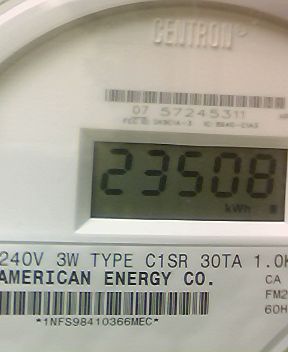 CENTRON
07 57245311
23508
kWh
240V 3W TYPE C1SR 30TA 1.0K
AMERICAN ENERGY CO.
CA
FM2
60H
*1NFS98410366MEC*